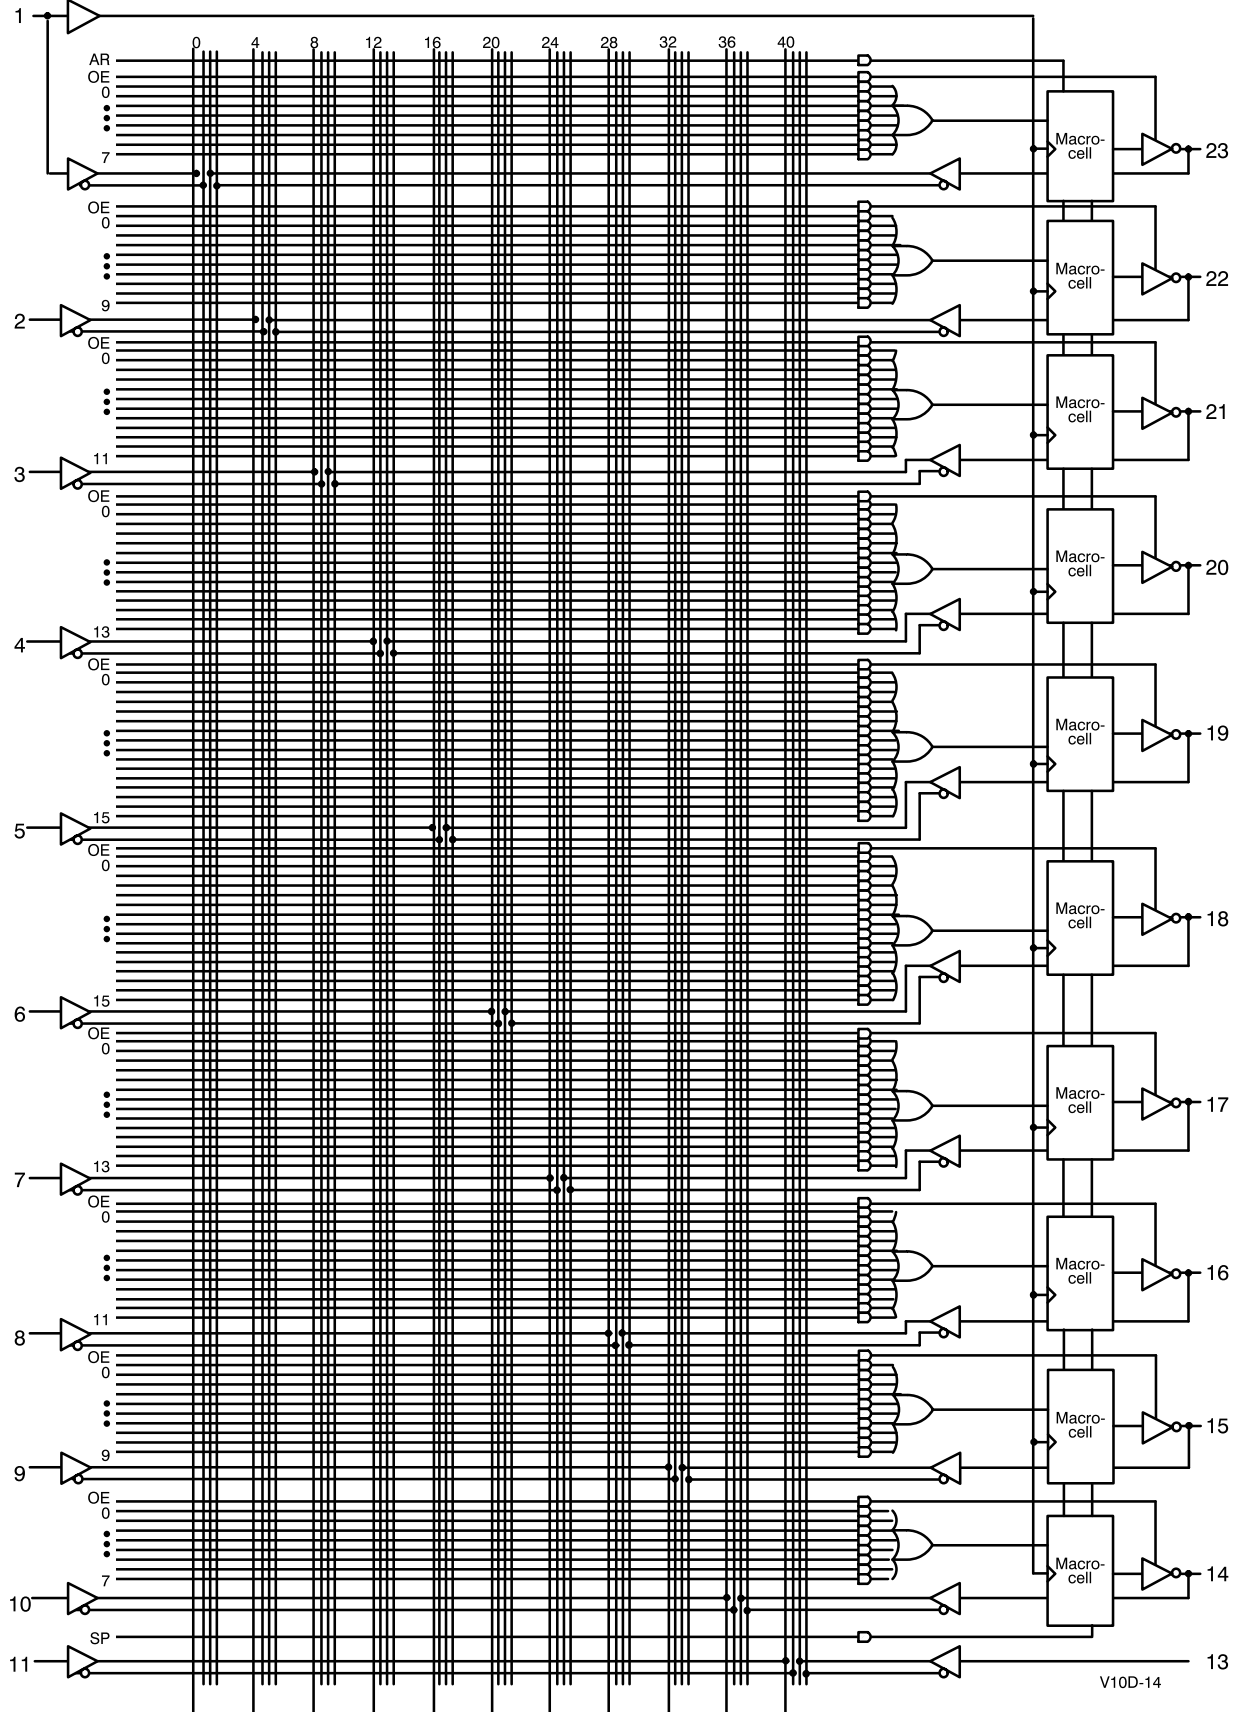 1
0 4 8 12 16 20 24 28 32 36 40
AR
OE
0
Macro-
cell
23
7
OE
0
Macro-
cell
22
9
2
OE
0
Macro-
cell
21
11
3
OE
0
Macro-
cell
20
13
4
OE
0
Macro-
cell
19
15
5
OE
0
Macro-
cell
18
15
6
OE
0
Macro-
cell
17
13
7
OE
0
Macro-
cell
16
11
8
OE
0
Macro-
cell
15
9
9
OE
0
Macro-
cell
14
7
10
SP
11
13
V10D-14